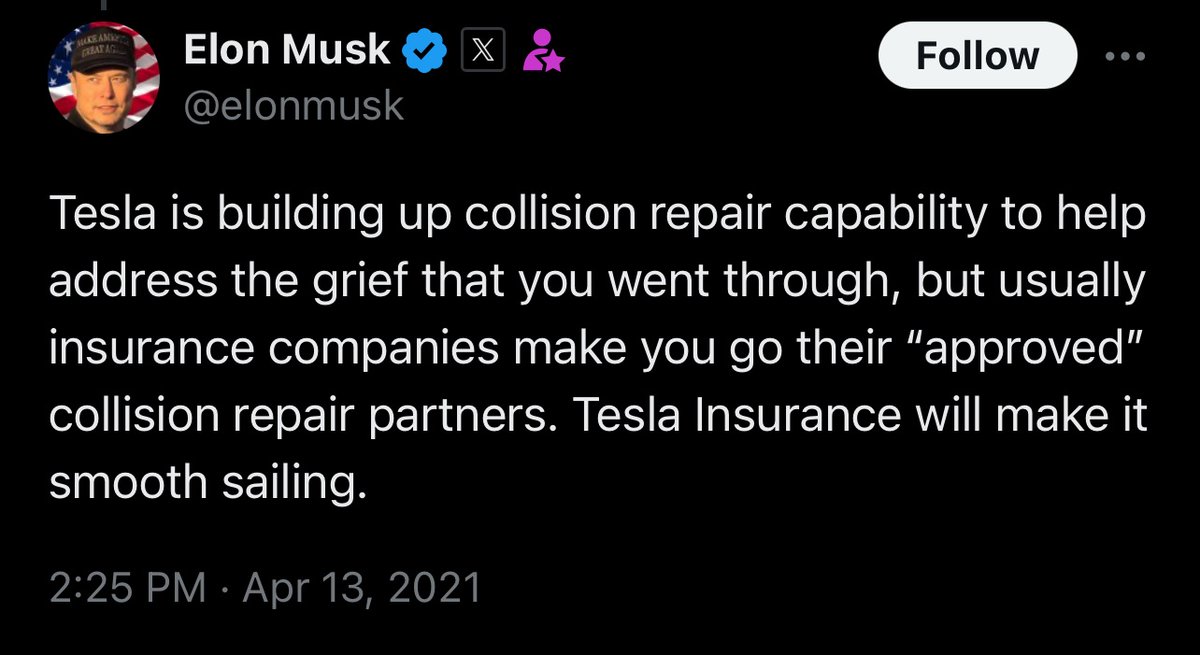 Elon Musk
@elonmusk
Follow
Tesla is building up collision repair capability to help
address the grief that you went through, but usually
insurance companies make you go their “approved”
collision repair partners. Tesla Insurance will make it
smooth sailing.
2:25 PM · Apr 13, 2021